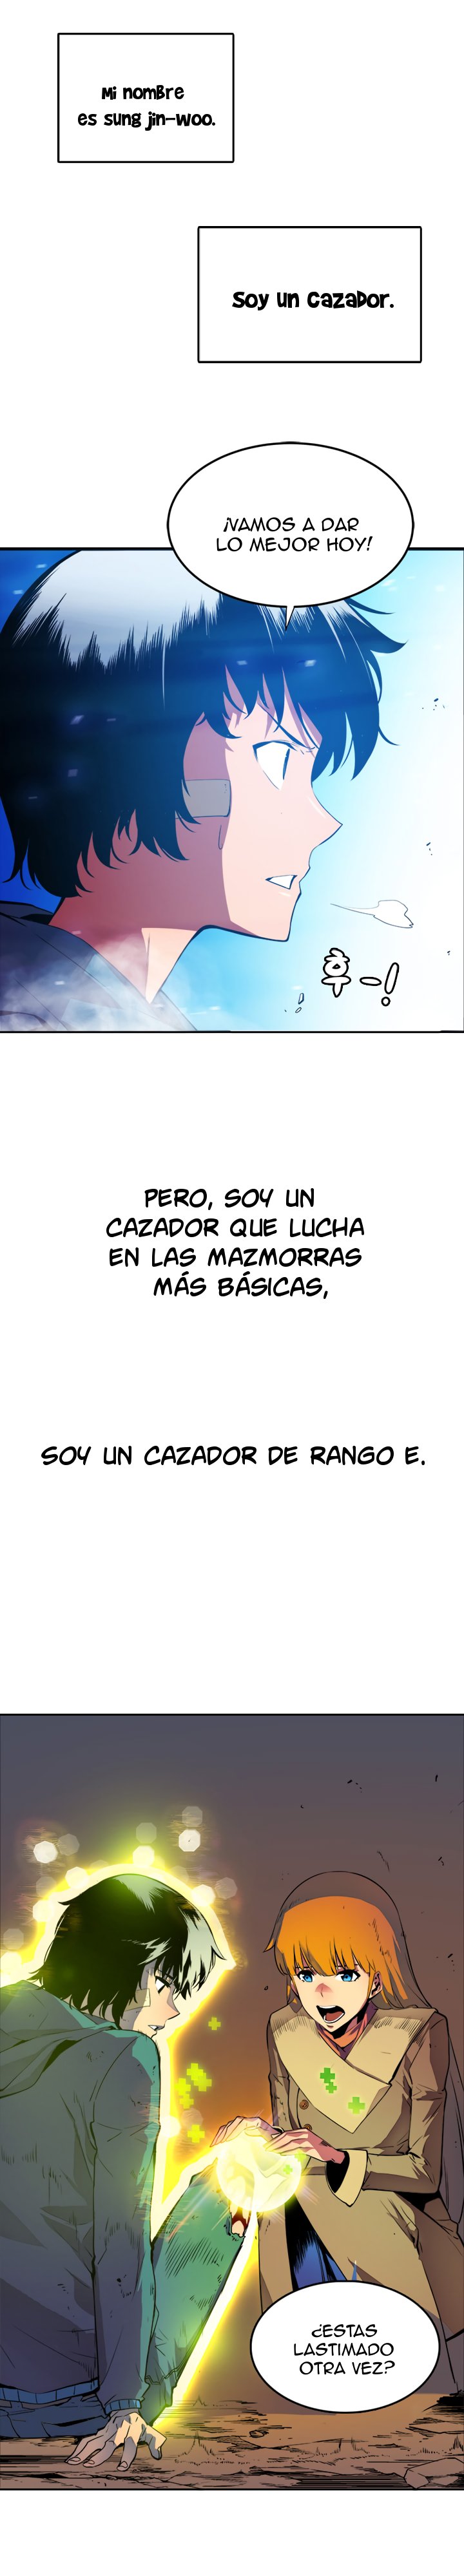 Mi nombre
es sung jin-woo.
Soy un cazador.
¡VAMOS A DAR
LO MEJOR HOY!
후-!
PERO, SOY UN
CAZADOR QUE LUCHA
EN LAS MAZMORRAS
MÁS BÁSICAS,
SOY UN CAZADOR DE RANGO E.
¿ESTAS
LASTIMADO
OTRA VEZ?